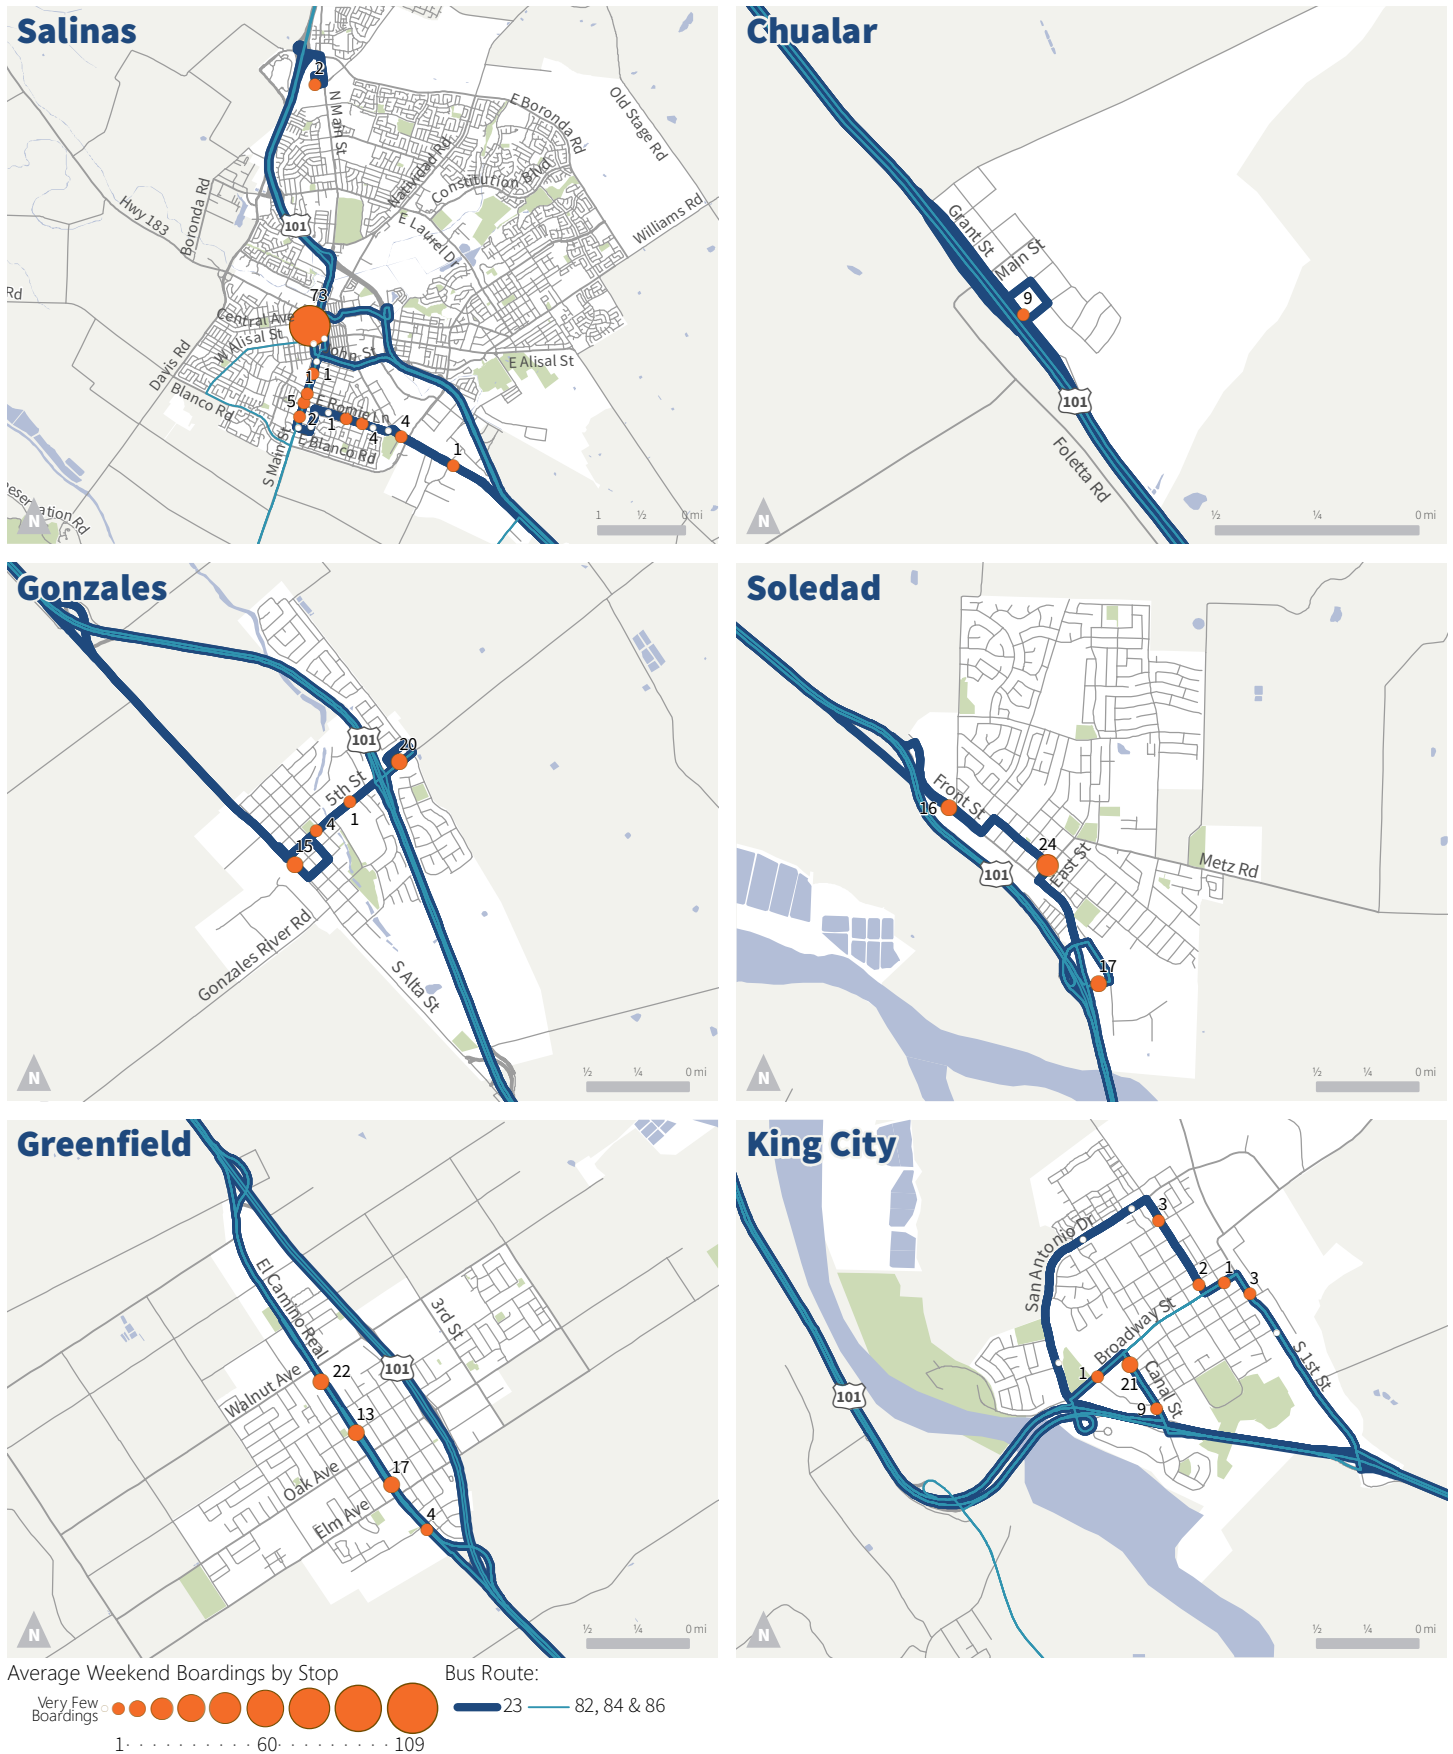 Salinas
2
N Main St
E Boronda Rd
Old Stage Rd
Natividad Rd
Constitution Blvd
Boronda Rd
Hwy 183
101
E Laurel Dr
Williams Rd
Rd
73
Central Ave
W Alisal St
E Alisal St
Davis Rd
1
1
Blanco Rd
5
E Romie Ln
2
1
4
4
E Blanco Rd
1
S Main St
N
1 ½ 0 mi
Chualar
Grant St
Main St
9
101
Foletta Rd
N
½ ¼ 0 mi
Gonzales
101
20
5th St
1
4
15
Gonzales River Rd
S Alta St
N
½ ¼ 0 mi
Soledad
Front St
16
24
East St
101
Metz Rd
17
N
½ ¼ 0 mi
Greenfield
El Camino Real
3rd St
101
Walnut Ave
22
13
Oak Ave
17
Elm Ave
4
N
½ ¼ 0 mi
King City
3
San Antonio Dr
2
1
3
Broadway St
S 1st St
1
Canal St
21
9
101
N
½ ¼ 0 mi
Average Weekend Boardings by Stop
Very Few
Boardings
1 · · · · · · · · · · 60 · · · · · · · · · 109
Bus Route:
23
82, 84 & 86